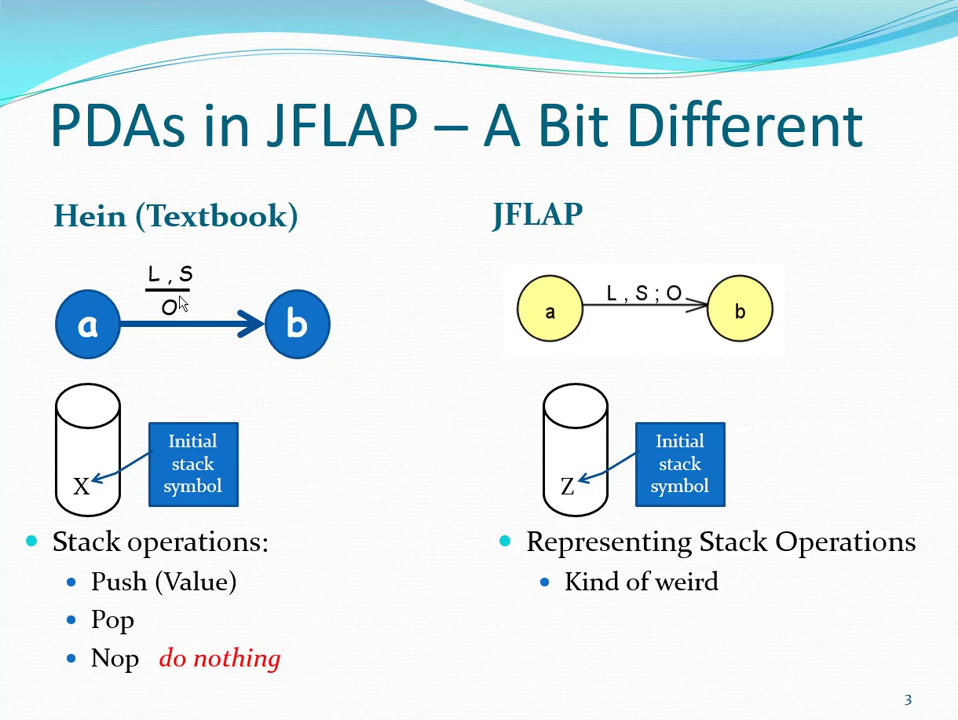 PDAs in JFLAP – A Bit Different
Hein (Textbook)
L , S
O
a
b
X
Initial
stack
symbol
Stack operations:
Push (Value)
Pop
Nop do nothing
JFLAP
L , S ; O
a
b
Z
Initial
stack
symbol
Representing Stack Operations
Kind of weird
3